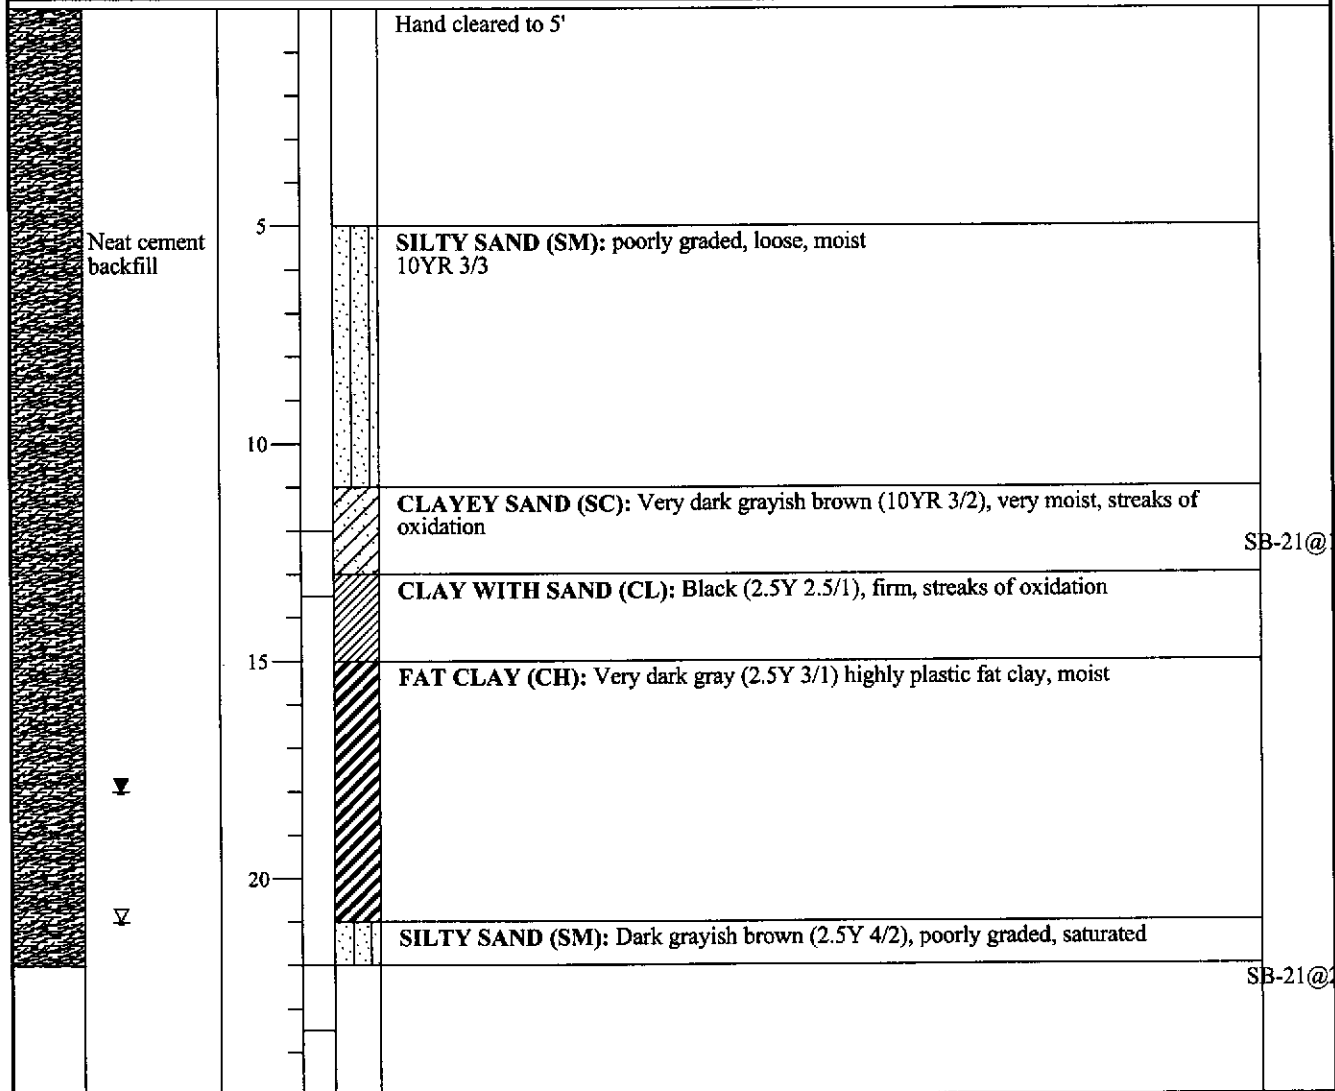 Hand cleared to 5'
5
Neat cement
backfill
SILTY SAND (SM): poorly graded, loose, moist
10YR 3/3
10
CLAYEY SAND (SC): Very dark grayish brown (10YR 3/2), very moist, streaks of
oxidation
SB-21@
CLAY WITH SAND (CL): Black (2.5Y 2.5/1), firm, streaks of oxidation
15
FAT CLAY (CH): Very dark gray (2.5Y 3/1) highly plastic fat clay, moist
20
SILTY SAND (SM): Dark grayish brown (2.5Y 4/2), poorly graded, saturated
SB-21@